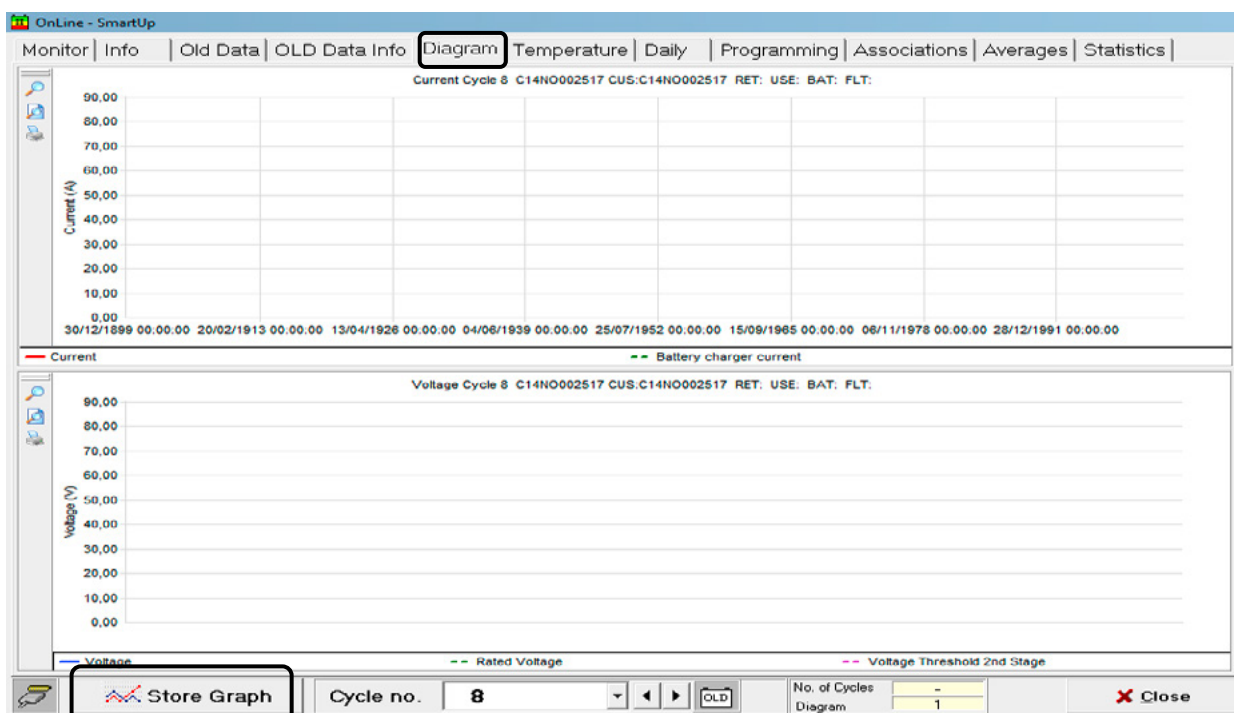 OnLine - SmartUp
Monitor Info Old Data OLD Data Info Diagram Temperature Daily Programming Associations Averages Statistics
Current Cycle 8 C14NO002517 CUS:C14NO002517 RET: USE: BAT: FLT:
90,00
80,00
70,00
60,00
50,00
40,00
30,00
20,00
10,00
0,00
Current (A)
30/12/1899 00:00:00 20/02/1913 00:00:00 13/04/1926 00:00:00 04/06/1939 00:00:00 25/07/1952 00:00:00 15/09/1965 00:00:00 06/11/1978 00:00:00 28/12/1991 00:00:00
Current Battery charger current
Voltage Cycle 8 C14NO002517 CUS:C14NO002517 RET: USE: BAT: FLT:
90,00
80,00
70,00
60,00
50,00
40,00
30,00
20,00
10,00
0,00
Voltage (V)
Voltage Rated Voltage Voltage Threshold 2nd Stage
Store Graph Cycle no. 8 OLD No. of Cycles - Close
Diagram 1